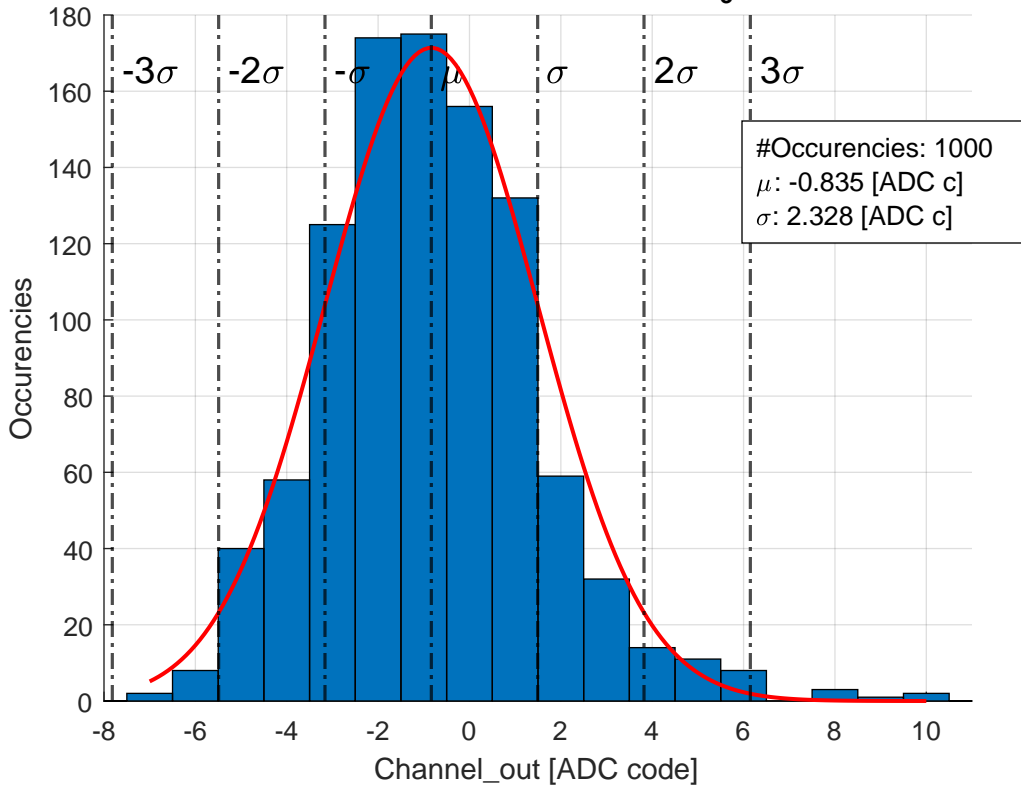 180
160
140
120
100
80
60
40
20
0
Occurencies
-3σ -2σ -σ μ σ 2σ 3σ
#Occurencies: 1000
μ: -0.835 [ADC c]
σ: 2.328 [ADC c]
-8 -6 -4 -2 0 2 4 6 8 10
Channel_out [ADC code]